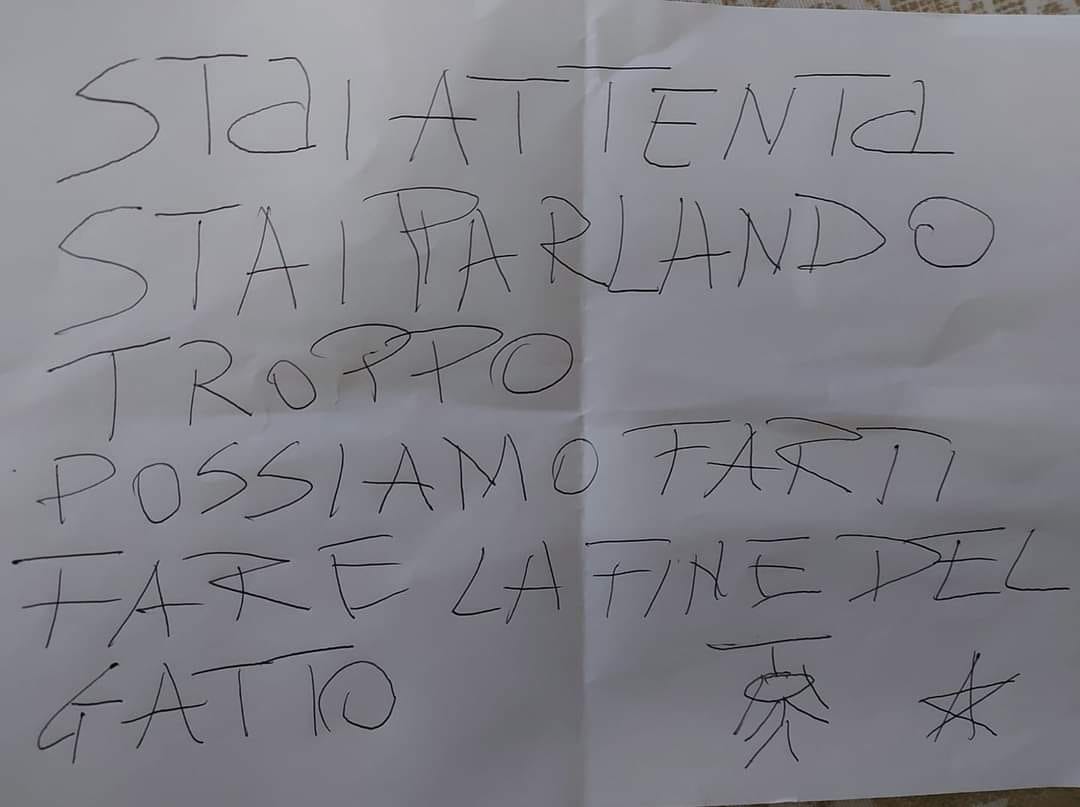 STaI ATTENTa
STAI PARLANDO
TROPPO
POSSIAMO FARTI
FARE LA FINE DEL
GATTO